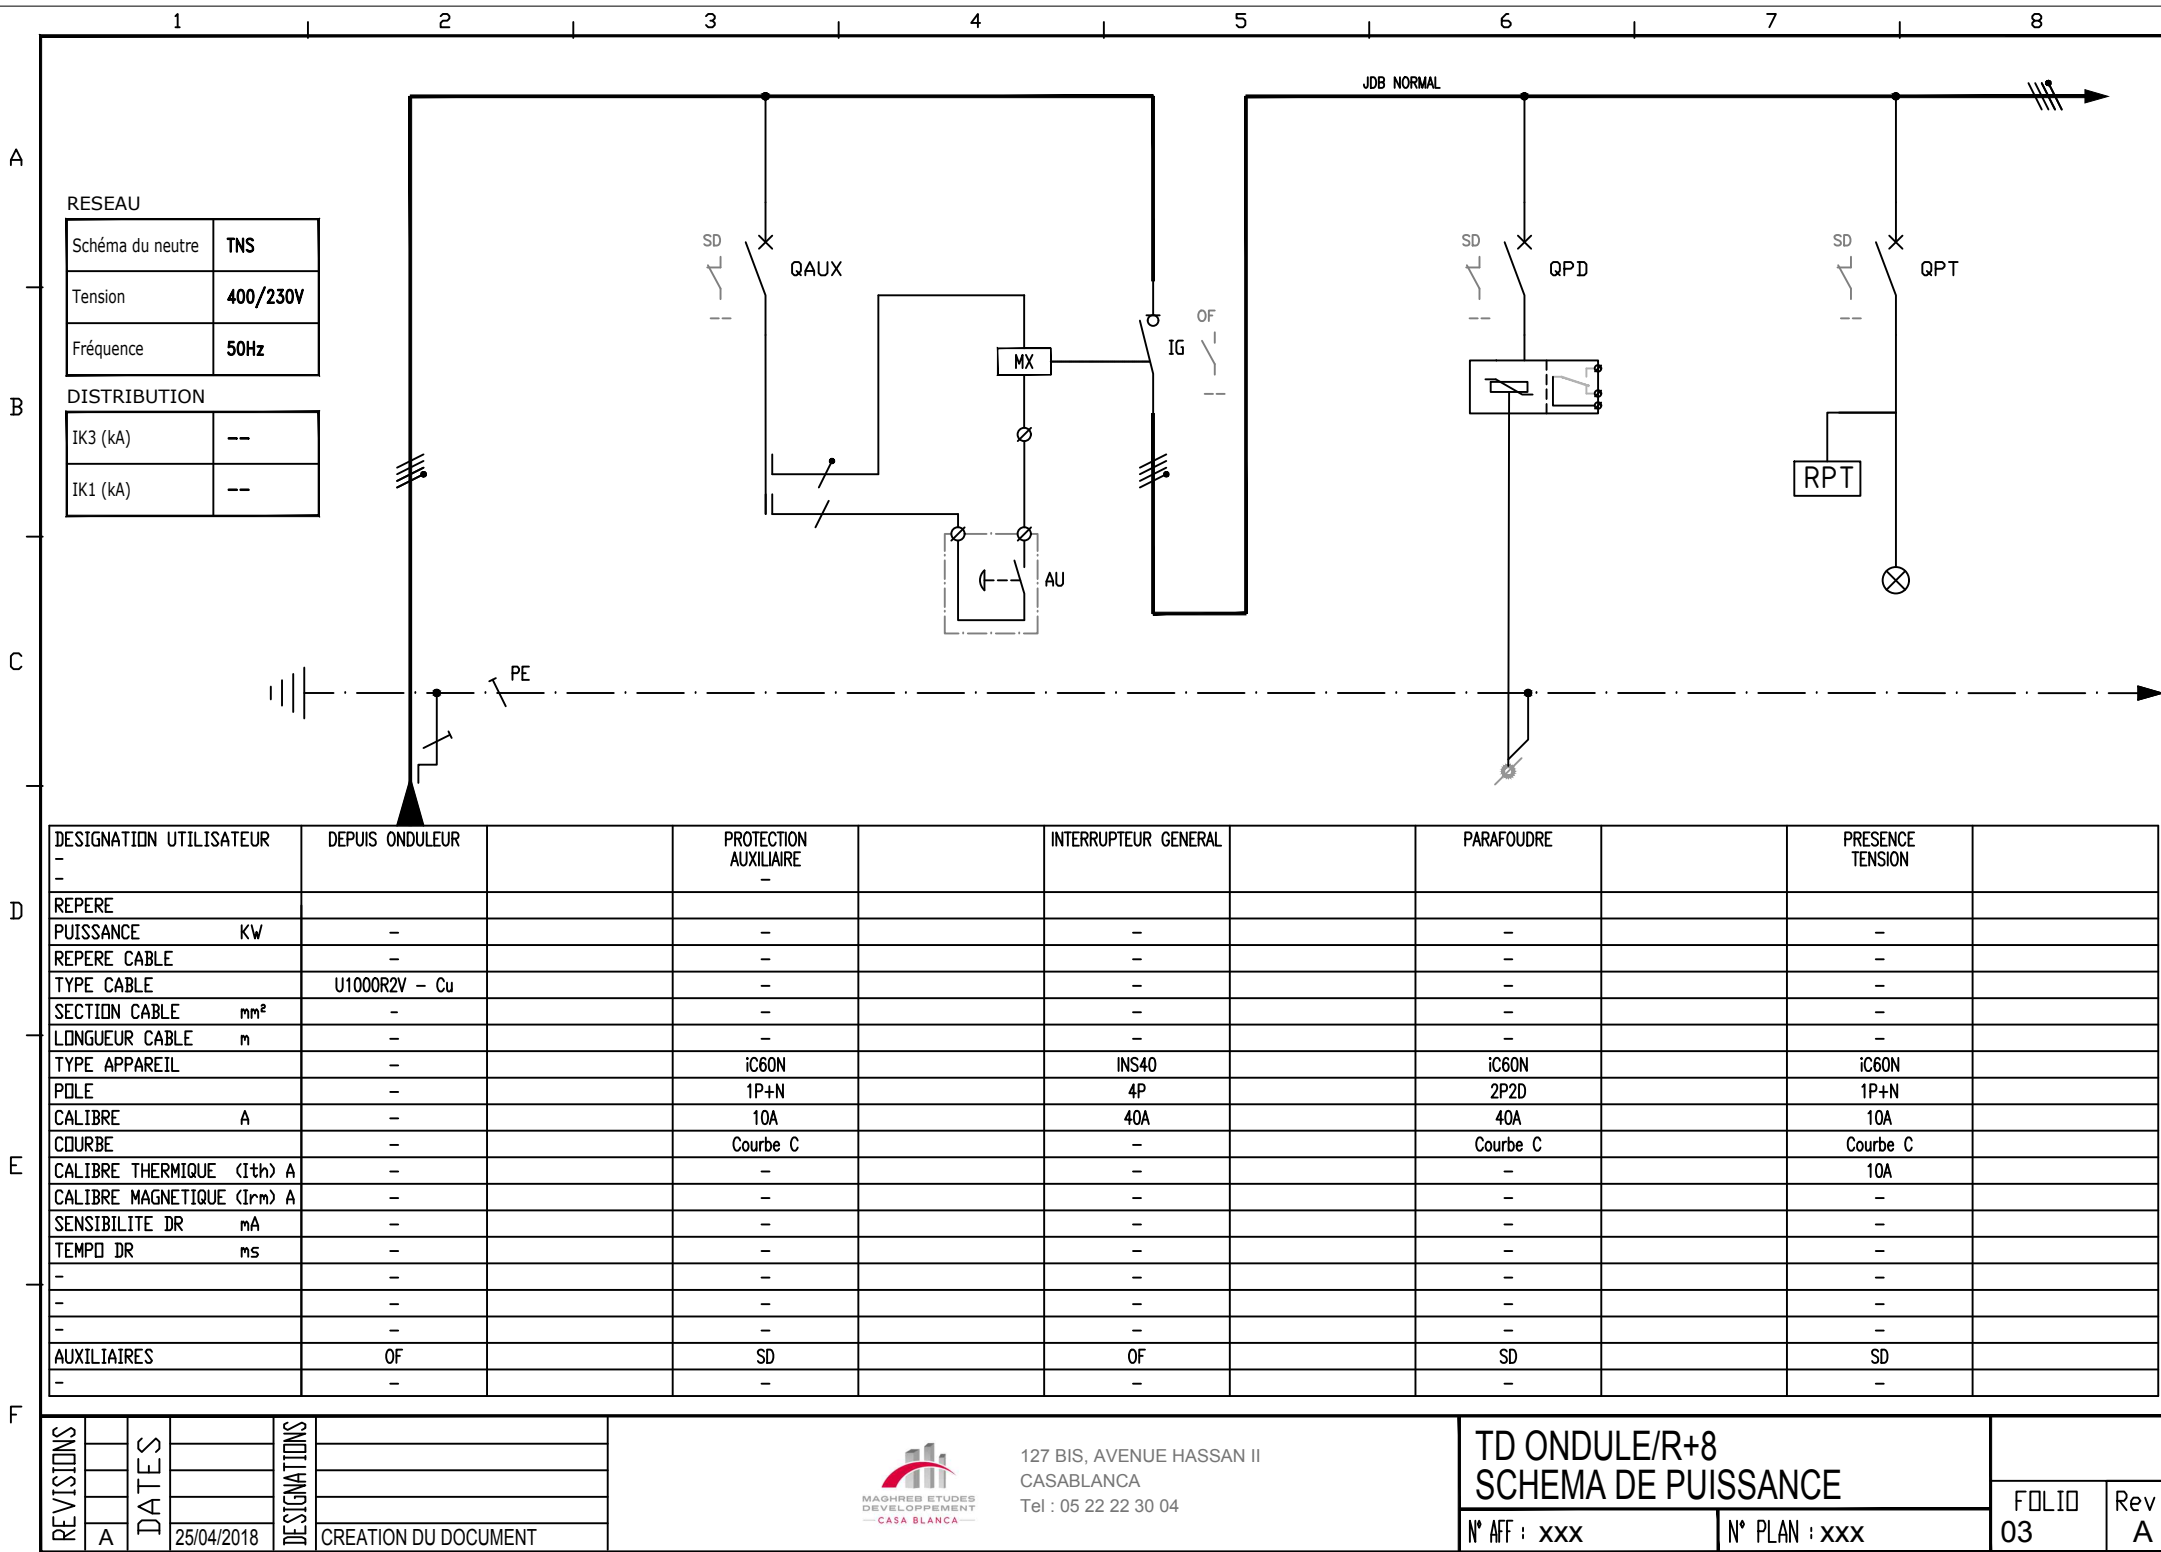 1 2 3 4 5 6 7 8
A
B
C
D
E
F
JDB NORMAL
RESEAU
Schéma du neutre TNS
Tension 400/230V
Fréquence 50Hz
DISTRIBUTION
IK3 (kA) --
IK1 (kA) --
SD
QAUX
--
MX
IG
OF
--
AU
SD
QPD
--
SD
QPT
--
RPT
PE
DESIGNATION UTILISATEUR DEPUIS ONDULEUR PROTECTION INTERRUPTEUR GENERAL PARAFOUDRE PRESENCE
- AUXILIAIRE TENSION
- -
REPERE
PUISSANCE KW - - - - -
REPERE CABLE - - - - -
TYPE CABLE U1000R2V - Cu - - - -
SECTION CABLE mm² - - - - -
LONGUEUR CABLE m - - - - -
TYPE APPAREIL - iC60N INS40 iC60N iC60N
POLE - 1P+N 4P 2P2D 1P+N
CALIBRE A - 10A 40A 40A 10A
COURBE - Courbe C - Courbe C Courbe C
CALIBRE THERMIQUE (Ith) A - - - - 10A
CALIBRE MAGNETIQUE (Irm) A - - - - -
SENSIBILITE DR mA - - - - -
TEMPO DR ms - - - - -
- - - - - -
- - - - - -
- - - - - -
AUXILIAIRES OF SD OF SD SD
- - - - - -
REVISIONS
A
DATES
25/04/2018
DESIGNATIONS
CREATION DU DOCUMENT
MAGHREB ETUDES
DEVELOPPEMENT
CASA BLANCA
127 BIS, AVENUE HASSAN II
CASABLANCA
Tel : 05 22 22 30 04
TD ONDULE/R+8
SCHEMA DE PUISSANCE
N° AFF : xxx
N° PLAN : xxx
FOLIO
03
Rev
A